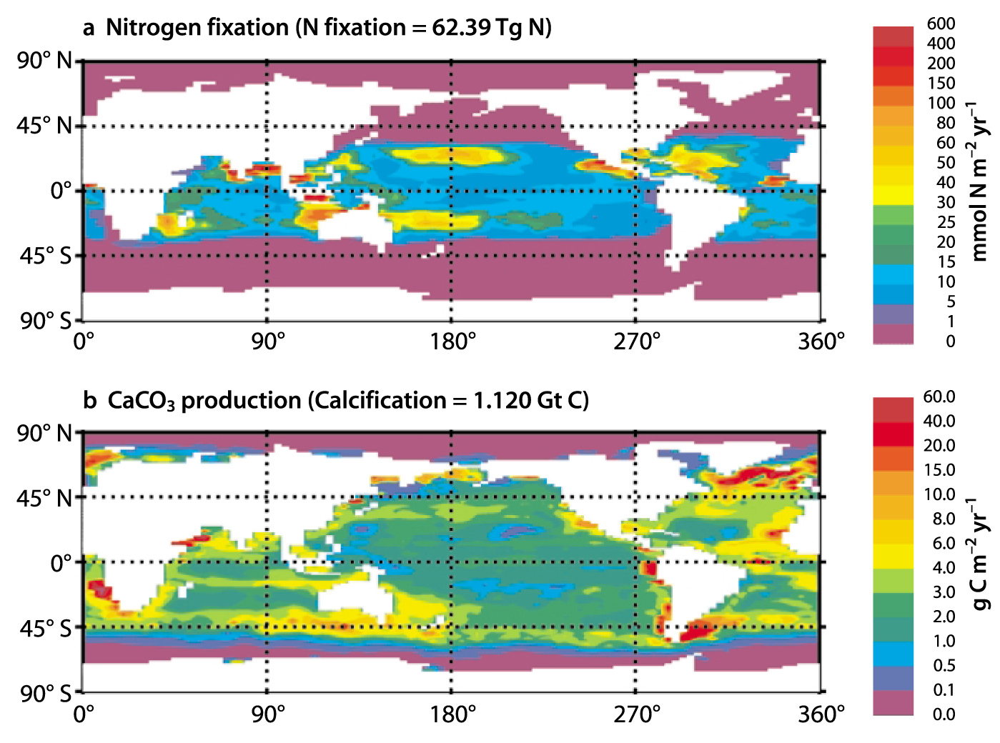 a Nitrogen fixation (N fixation = 62.39 Tg N)
90° N
45° N
0°
45° S
90° S
0° 90° 180° 270° 360°
600
400
200
150
100
80
60
50
40
30
25
20
15
10
5
1
0
mmol N m⁻² yr⁻¹
b CaCO₃ production (Calcification = 1.120 Gt C)
90° N
45° N
0°
45° S
90° S
0° 90° 180° 270° 360°
60.0
40.0
20.0
15.0
10.0
8.0
6.0
4.0
3.0
2.0
1.0
0.5
0.1
0.0
g C m⁻² yr⁻¹